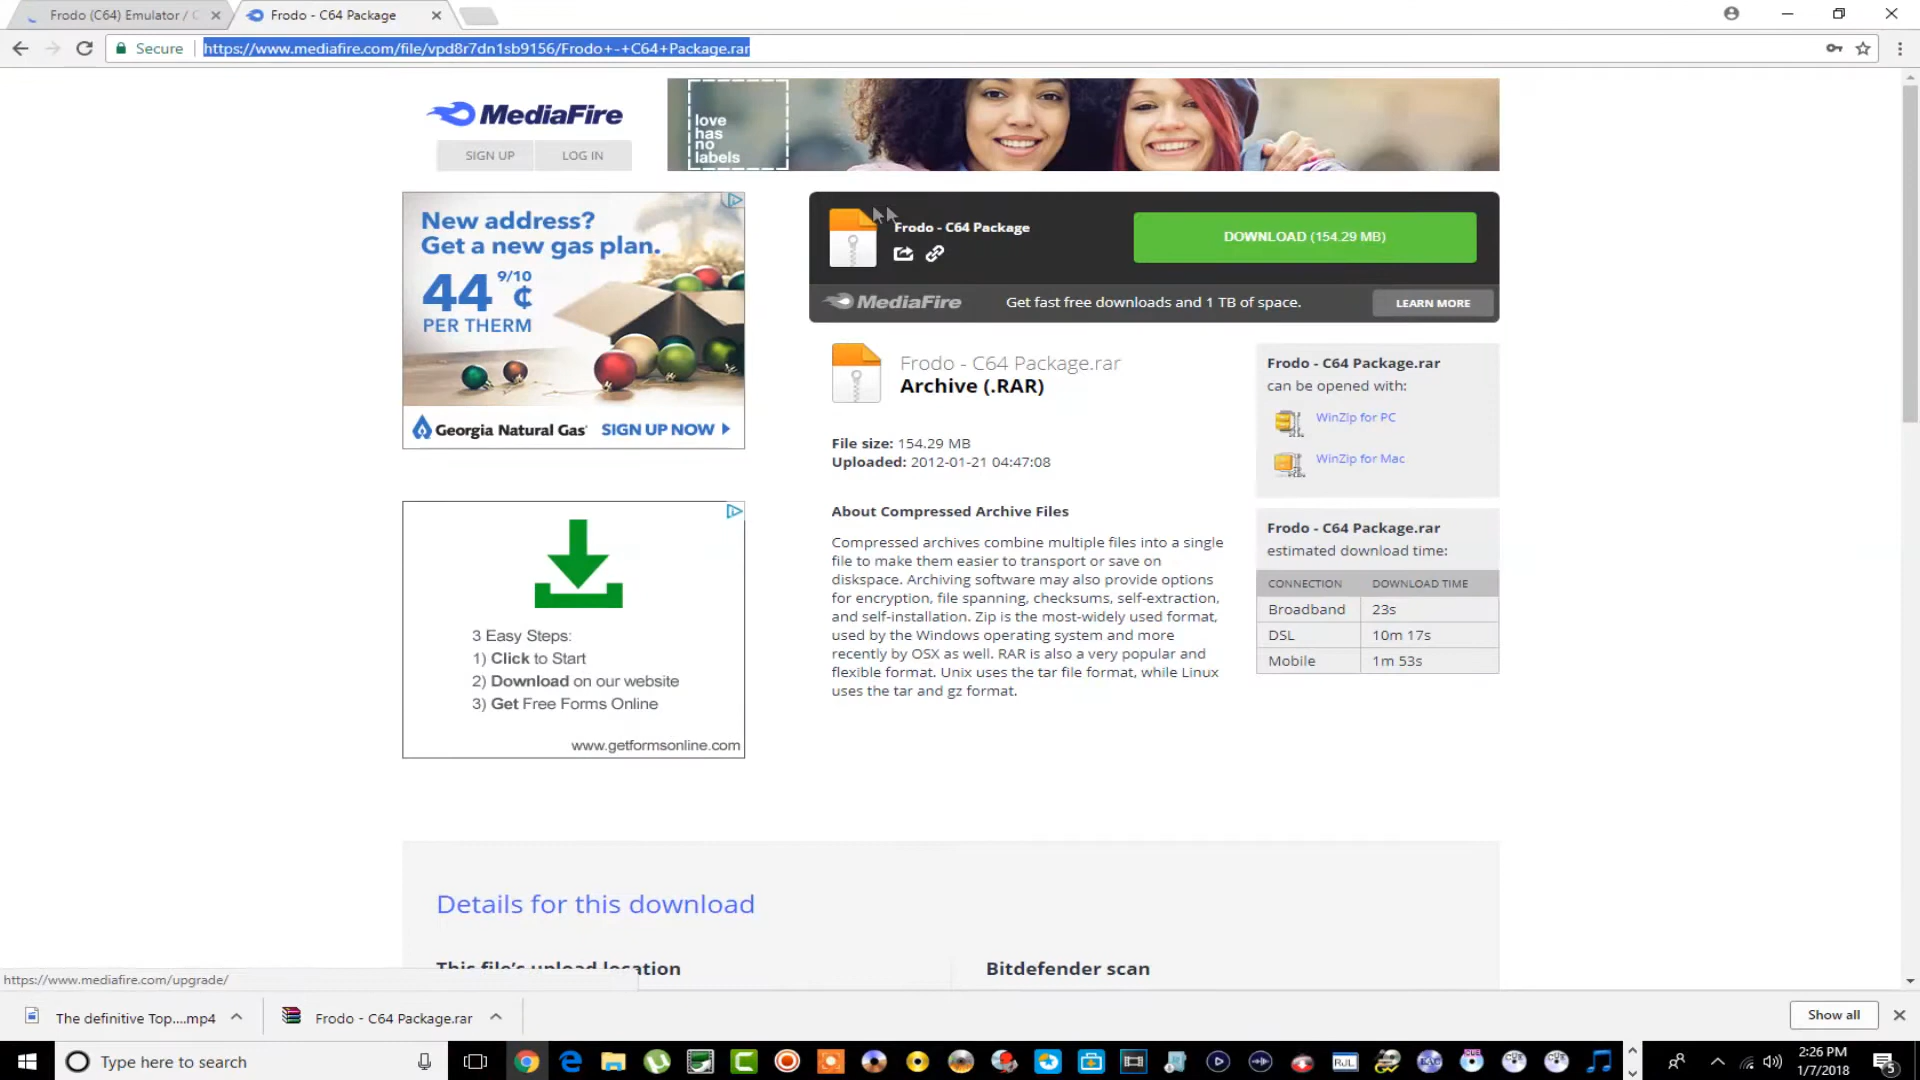 Frodo (C64) Emulator / C
Frodo - C64 Package
Secure
https://www.mediafire.com/file/vpd8r7dn1sb9156/Frodo+-+C64+Package.rar
MediaFire
SIGN UP
LOG IN
love
has
no
labels
New address?
Get a new gas plan.
44 9/10 ¢
PER THERM
Georgia Natural Gas
SIGN UP NOW
Frodo - C64 Package
DOWNLOAD (154.29 MB)
MediaFire
Get fast free downloads and 1 TB of space.
LEARN MORE
Frodo - C64 Package.rar
Archive (.RAR)
File size: 154.29 MB
Uploaded: 2012-01-21 04:47:08
About Compressed Archive Files
Compressed archives combine multiple files into a single
file to make them easier to transport or save on
diskspace. Archiving software may also provide options
for encryption, file spanning, checksums, self-extraction,
and self-installation. Zip is the most-widely used format,
used by the Windows operating system and more
recently by OSX as well. RAR is also a very popular and
flexible format. Unix uses the tar file format, while Linux
uses the tar and gz format.
Frodo - C64 Package.rar
can be opened with:
WinZip for PC
WinZip for Mac
Frodo - C64 Package.rar
estimated download time:
CONNECTION DOWNLOAD TIME
Broadband 23s
DSL 10m 17s
Mobile 1m 53s
3 Easy Steps:
1) Click to Start
2) Download on our website
3) Get Free Forms Online
www.getformsonline.com
Details for this download
This file's upload location
Bitdefender scan
https://www.mediafire.com/upgrade/
The definitive Top....mp4
Frodo - C64 Package.rar
Show all
Type here to search
2:26 PM
1/7/2018
5